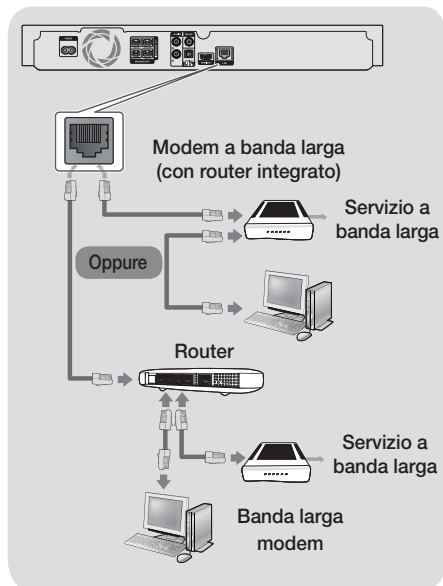 Modem a banda larga
(con router integrato)
Servizio a
banda larga
Oppure
Router
Servizio a
banda larga
Banda larga
modem